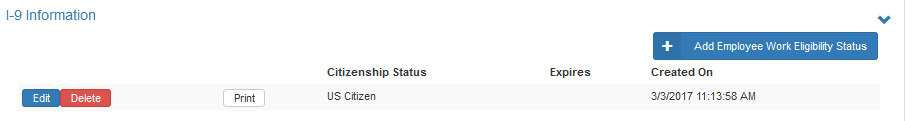 I-9 Information
+ Add Employee Work Eligibility Status
Citizenship Status Expires Created On
Edit Delete Print US Citizen 3/3/2017 11:13:58 AM